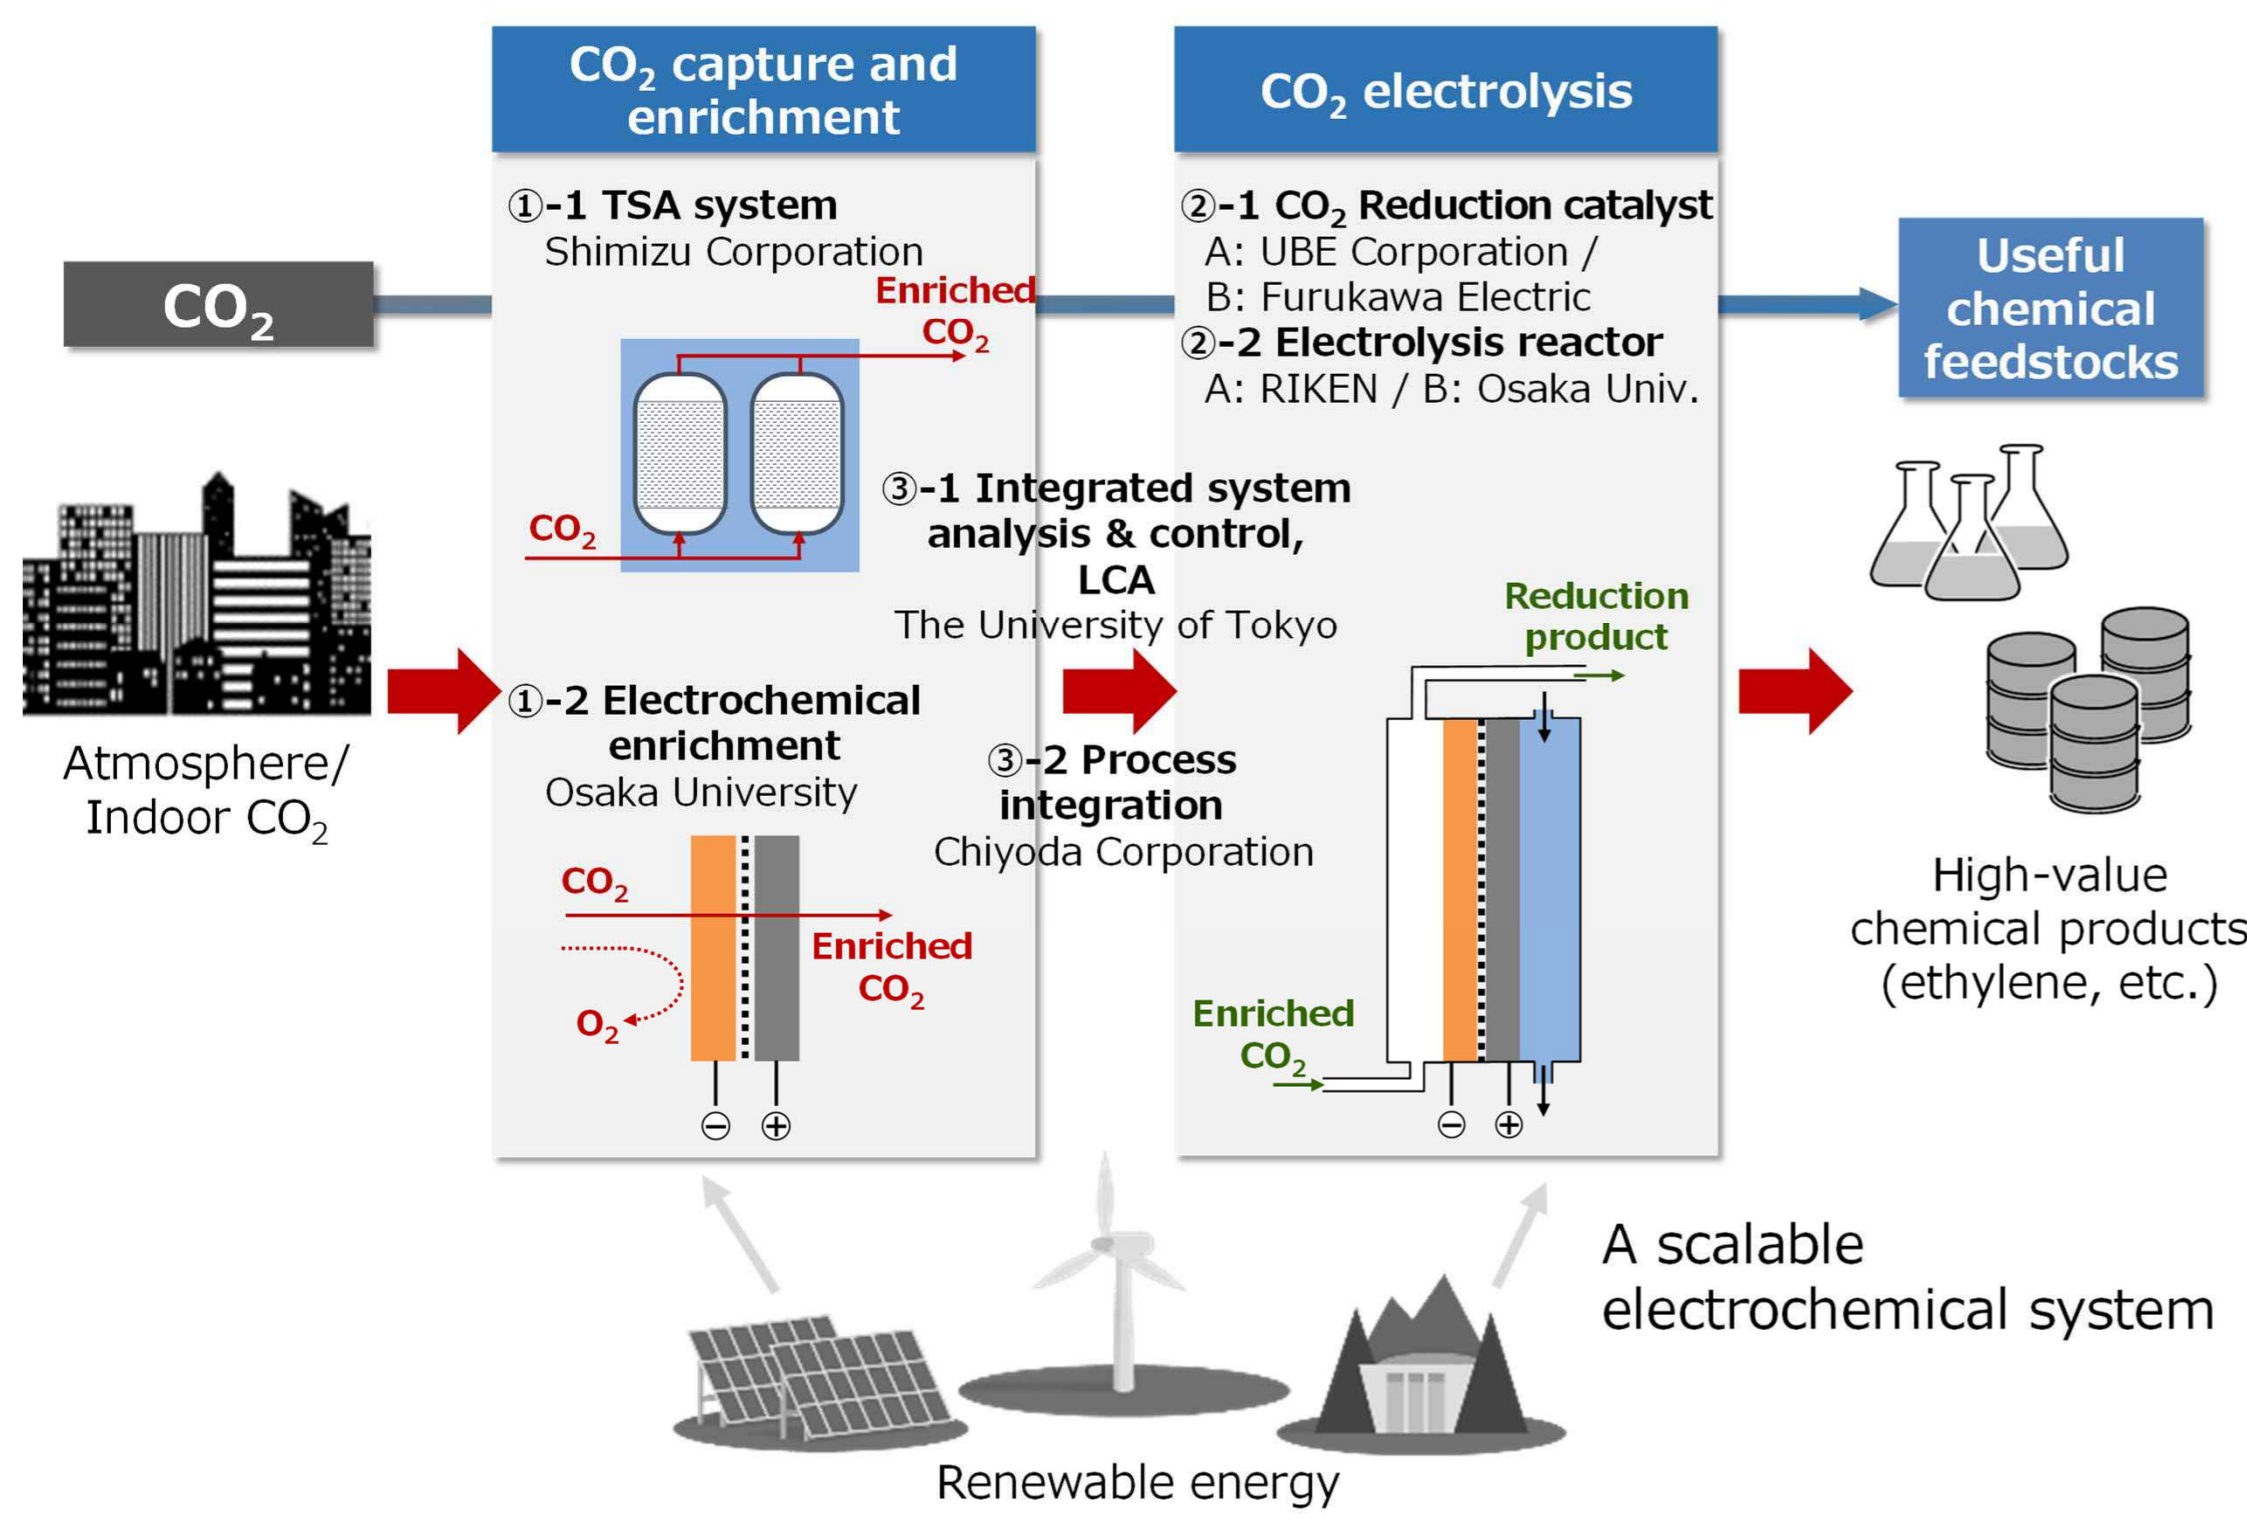 CO₂ capture and
enrichment
CO₂ electrolysis
CO₂
Useful
chemical
feedstocks
①-1 TSA system
Shimizu Corporation
Enriched
CO₂
CO₂
①-2 Electrochemical
enrichment
Osaka University
CO₂
Enriched
CO₂
O₂
⊖ ⊕
②-1 CO₂ Reduction catalyst
A: UBE Corporation /
B: Furukawa Electric
②-2 Electrolysis reactor
A: RIKEN / B: Osaka Univ.
③-1 Integrated system
analysis & control,
LCA
The University of Tokyo
③-2 Process
integration
Chiyoda Corporation
Reduction
product
Enriched
CO₂
⊖ ⊕
Atmosphere/
Indoor CO₂
High-value
chemical products
(ethylene, etc.)
A scalable
electrochemical system
Renewable energy